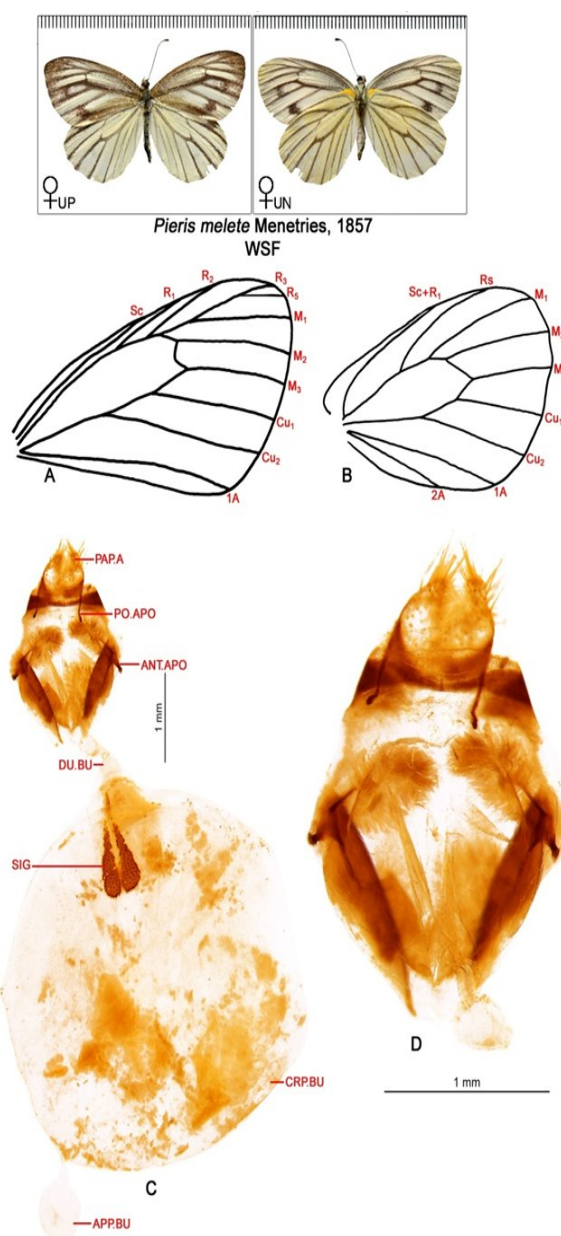 ♀UP
♀UN
Pieris melete Menetries, 1857
WSF
Sc
R1
R2
R3
R5
M1
M2
M3
Cu1
Cu2
1A
A
Sc+R1
Rs
M1
M
M
Cu1
Cu2
1A
2A
B
PAP.A
PO.APO
ANT.APO
1 mm
DU.BU
SIG
CRP.BU
C
APP.BU
D
1 mm